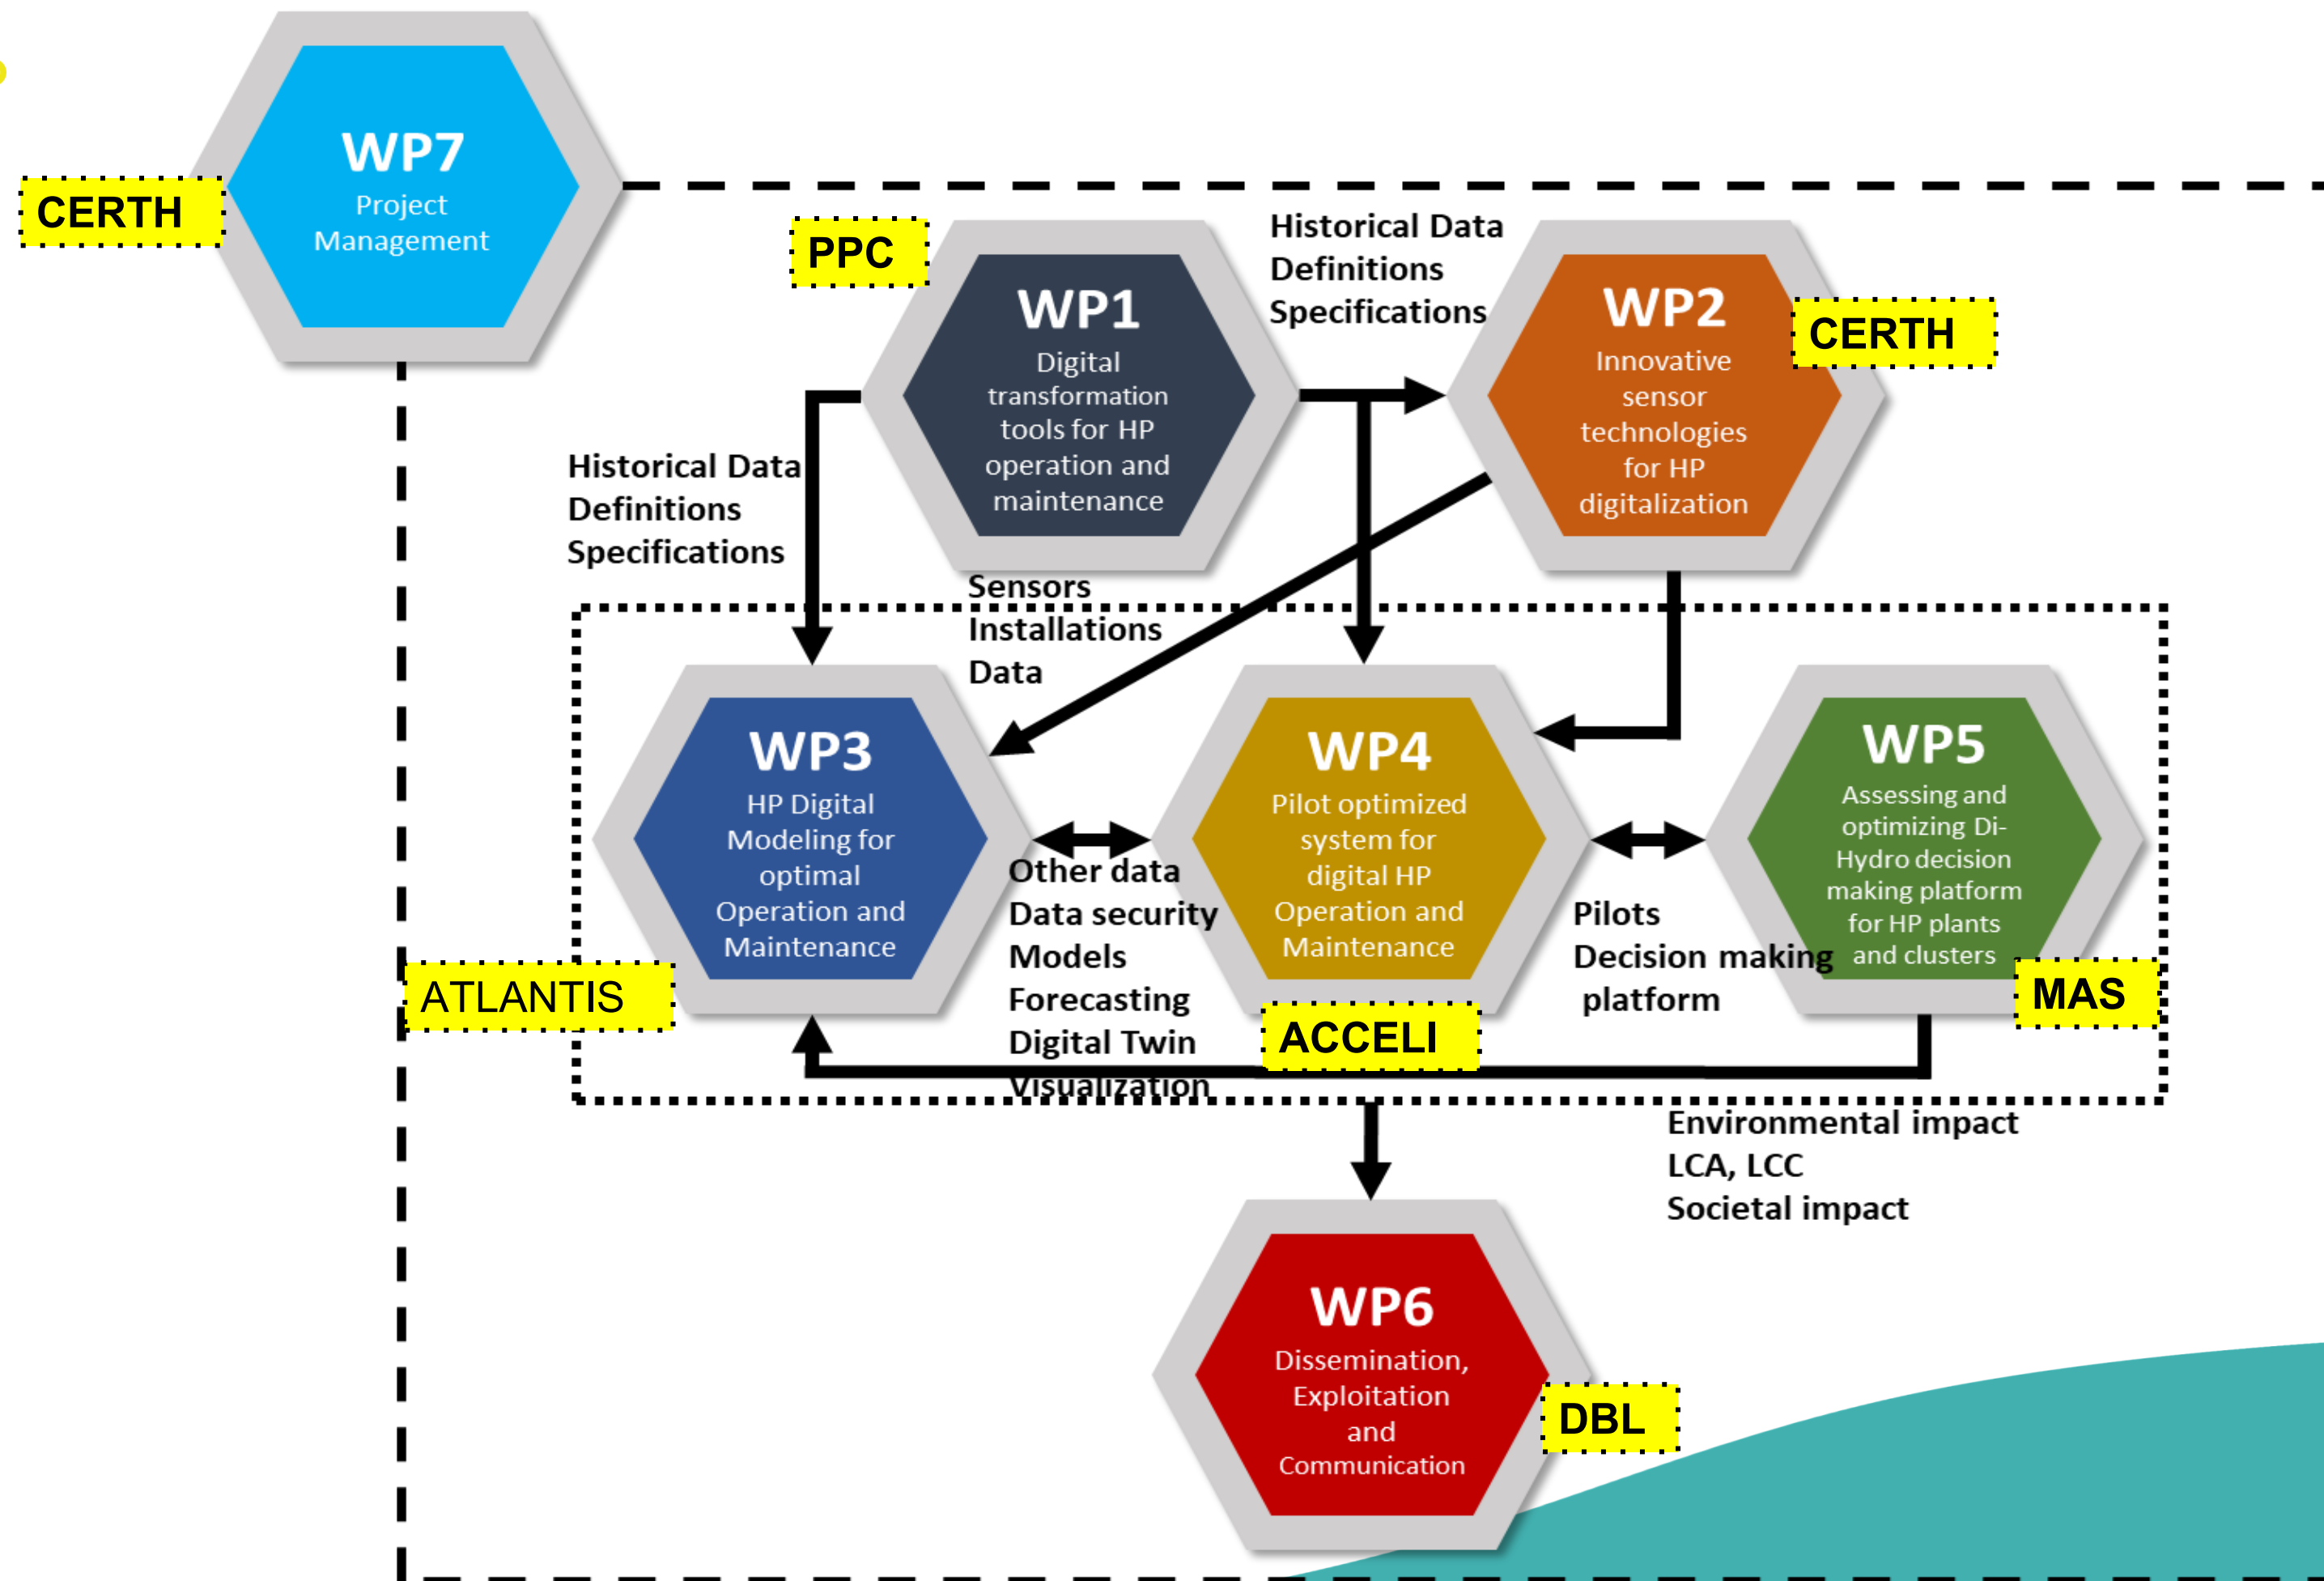 WP7
Project
Management
CERTH
PPC
WP1
Digital
transformation
tools for HP
operation and
maintenance
Historical Data
Definitions
Specifications
WP2
Innovative
sensor
technologies
for HP
digitalization
CERTH
Historical Data
Definitions
Specifications
Sensors
Installations
Data
WP3
HP Digital
Modeling for
optimal
Operation and
Maintenance
ATLANTIS
Other data
Data security
Models
Forecasting
Digital Twin
Visualization
WP4
Pilot optimized
system for
digital HP
Operation and
Maintenance
ACCELI
Pilots
Decision making
platform
WP5
Assessing and
optimizing Di-
Hydro decision
making platform
for HP plants
and clusters
MAS
Environmental impact
LCA, LCC
Societal impact
WP6
Dissemination,
Exploitation
and
Communication
DBL